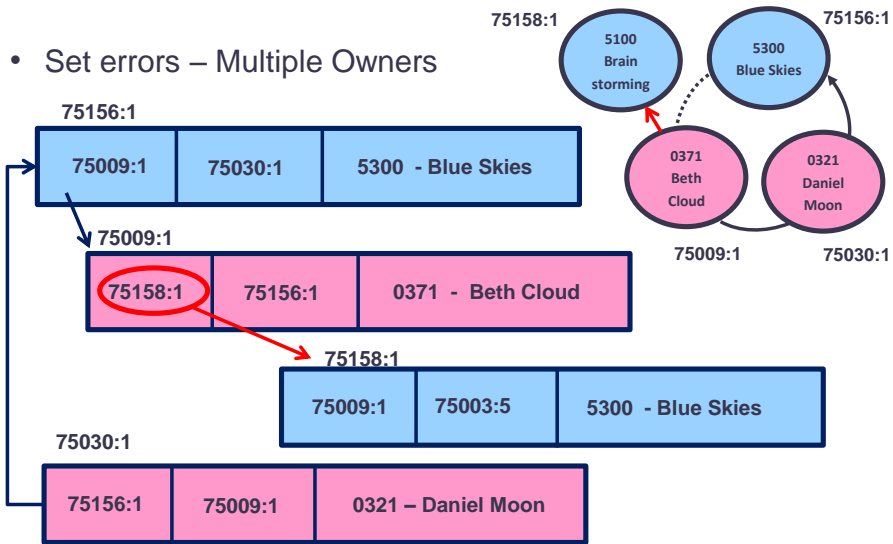 • Set errors – Multiple Owners
75158:1
5100
Brain
storming
75156:1
5300
Blue Skies
0371
Beth
Cloud
0321
Daniel
Moon
75009:1
75030:1
75156:1
75009:1 75030:1 5300 - Blue Skies
75009:1
75158:1 75156:1 0371 - Beth Cloud
75158:1
75009:1 75003:5 5300 - Blue Skies
75030:1
75156:1 75009:1 0321 – Daniel Moon